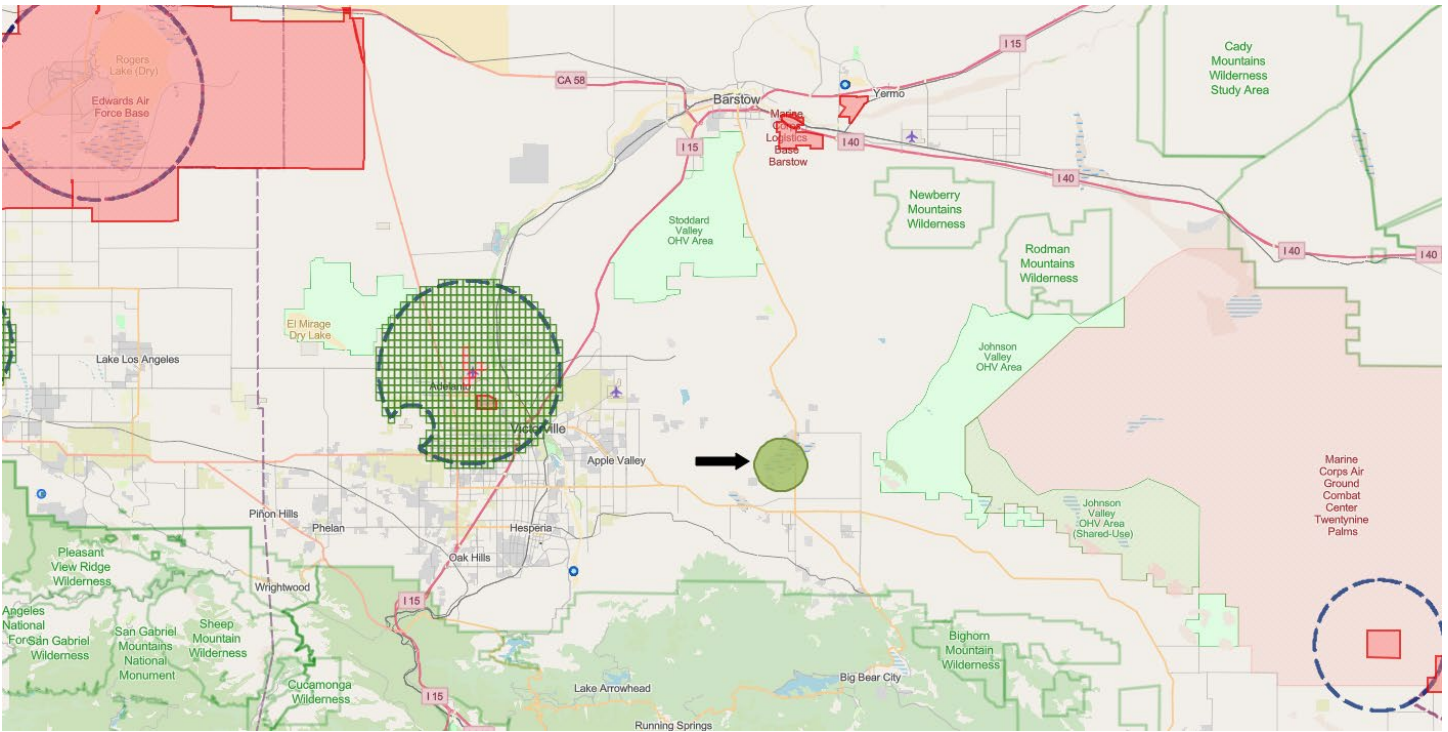 Rogers
Lake (Dry)
Edwards Air
Force Base
CA 58
I 15
Barstow
Yermo
Marine
Corps
Logistics
Base
Barstow
I 40
I 15
Cady
Mountains
Wilderness
Study Area
I 40
Newberry
Mountains
Wilderness
Stoddard
Valley
OHV Area
Rodman
Mountains
Wilderness
I 40
I 40
El Mirage
Dry Lake
Lake Los Angeles
Johnson
Valley
OHV Area
Adelanto
Victorville
Apple Valley
Marine
Corps Air
Ground
Combat
Center
Twentynine
Palms
Johnson
Valley
(OHV Area
(Shared-Use)
Piñon Hills
Phelan
Hesperia
Oak Hills
Pleasant
View Ridge
Wilderness
Wrightwood
I 15
Angeles
National
San Gabriel
Wilderness
San Gabriel
Mountains
National
Monument
Sheep
Mountain
Wilderness
Cucamonga
Wilderness
I 15
Lake Arrowhead
Running Springs
Big Bear City
Bighorn
Mountain
Wilderness